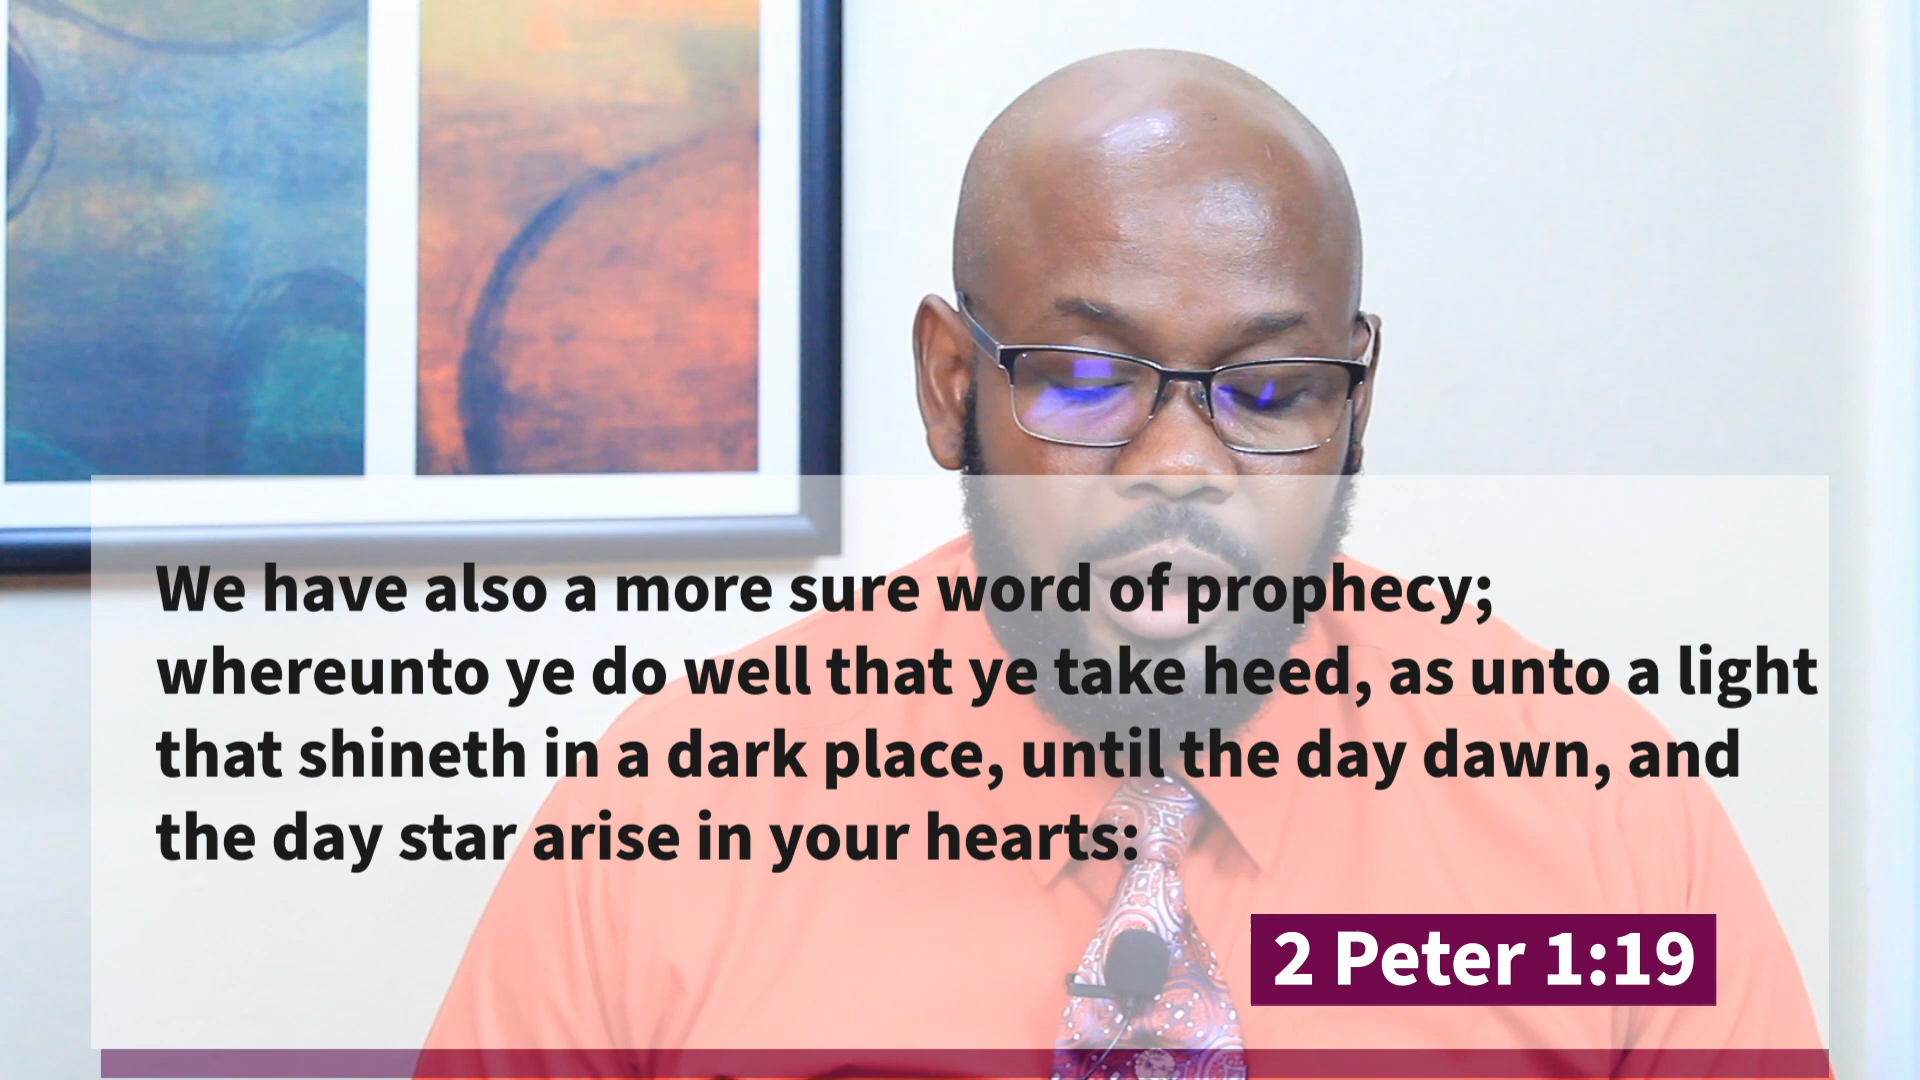 We have also a more sure word of prophecy;
whereunto ye do well that ye take heed, as unto a light
that shineth in a dark place, until the day dawn, and
the day star arise in your hearts:
2 Peter 1:19